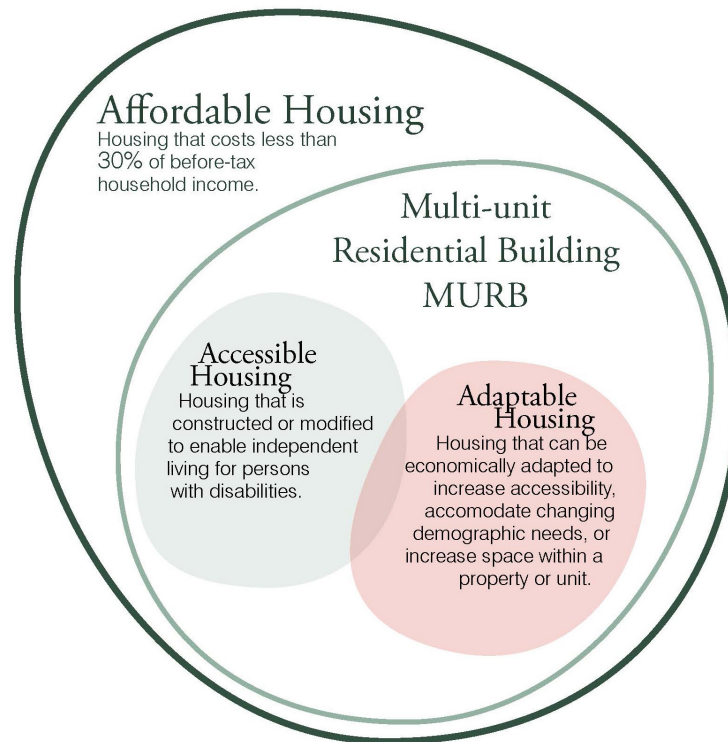 Affordable Housing
Housing that costs less than
30% of before-tax
household income.
Multi-unit
Residential Building
MURB
Accessible
Housing
Housing that is
constructed or modified
to enable independent
living for persons
with disabilities.
Adaptable
Housing
Housing that can be
economically adapted to
increase accessibility,
accomodate changing
demographic needs, or
increase space within a
property or unit.